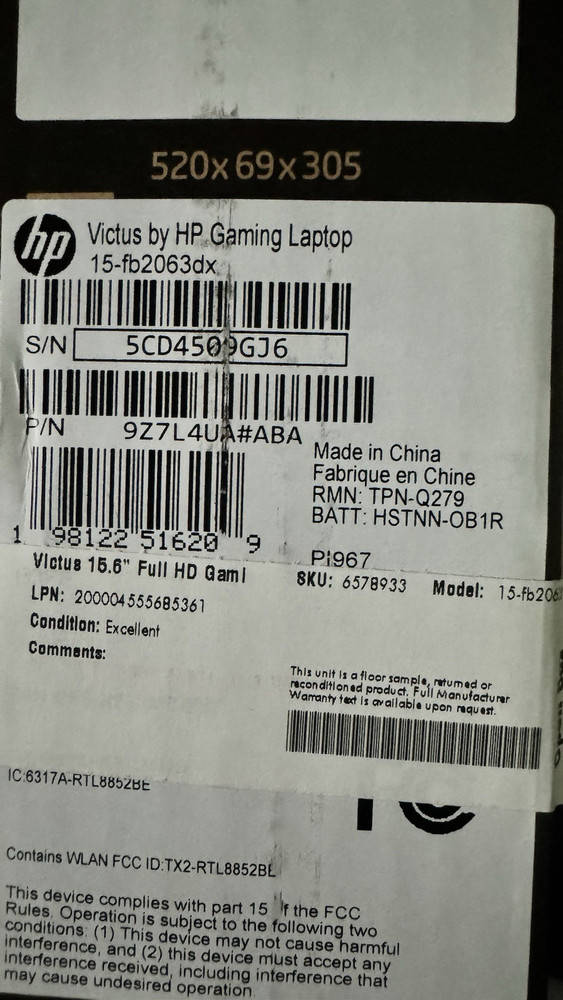 520x69x305
hp
Victus by HP Gaming Laptop
15-fb2063dx
S/N 5CD4509GJ6
P/N 9Z7L4UA#ABA
Made in China
Fabrique en Chine
RMN: TPN-Q279
BATT: HSTNN-OB1R
1 98122 51620 9
PI967
Victus 15.6" Full HD Gami
SKU: 6578933 Model: 15-fb206
LPN: 200004555685361
Condition: Excellent
Comments:
This unit is a floor sample, returned or
reconditioned product. Full Manufacturer
Warranty text is available upon request.
IC:6317A-RTL8852BE
Contains WLAN FCC ID:TX2-RTL8852BE
This device complies with part 15 f the FCC
Rules. Operation is subject to the following two
conditions: (1) This device may not cause harmful
interference, and (2) this device must accept any
interference received, including interference that
may cause undesired operation.